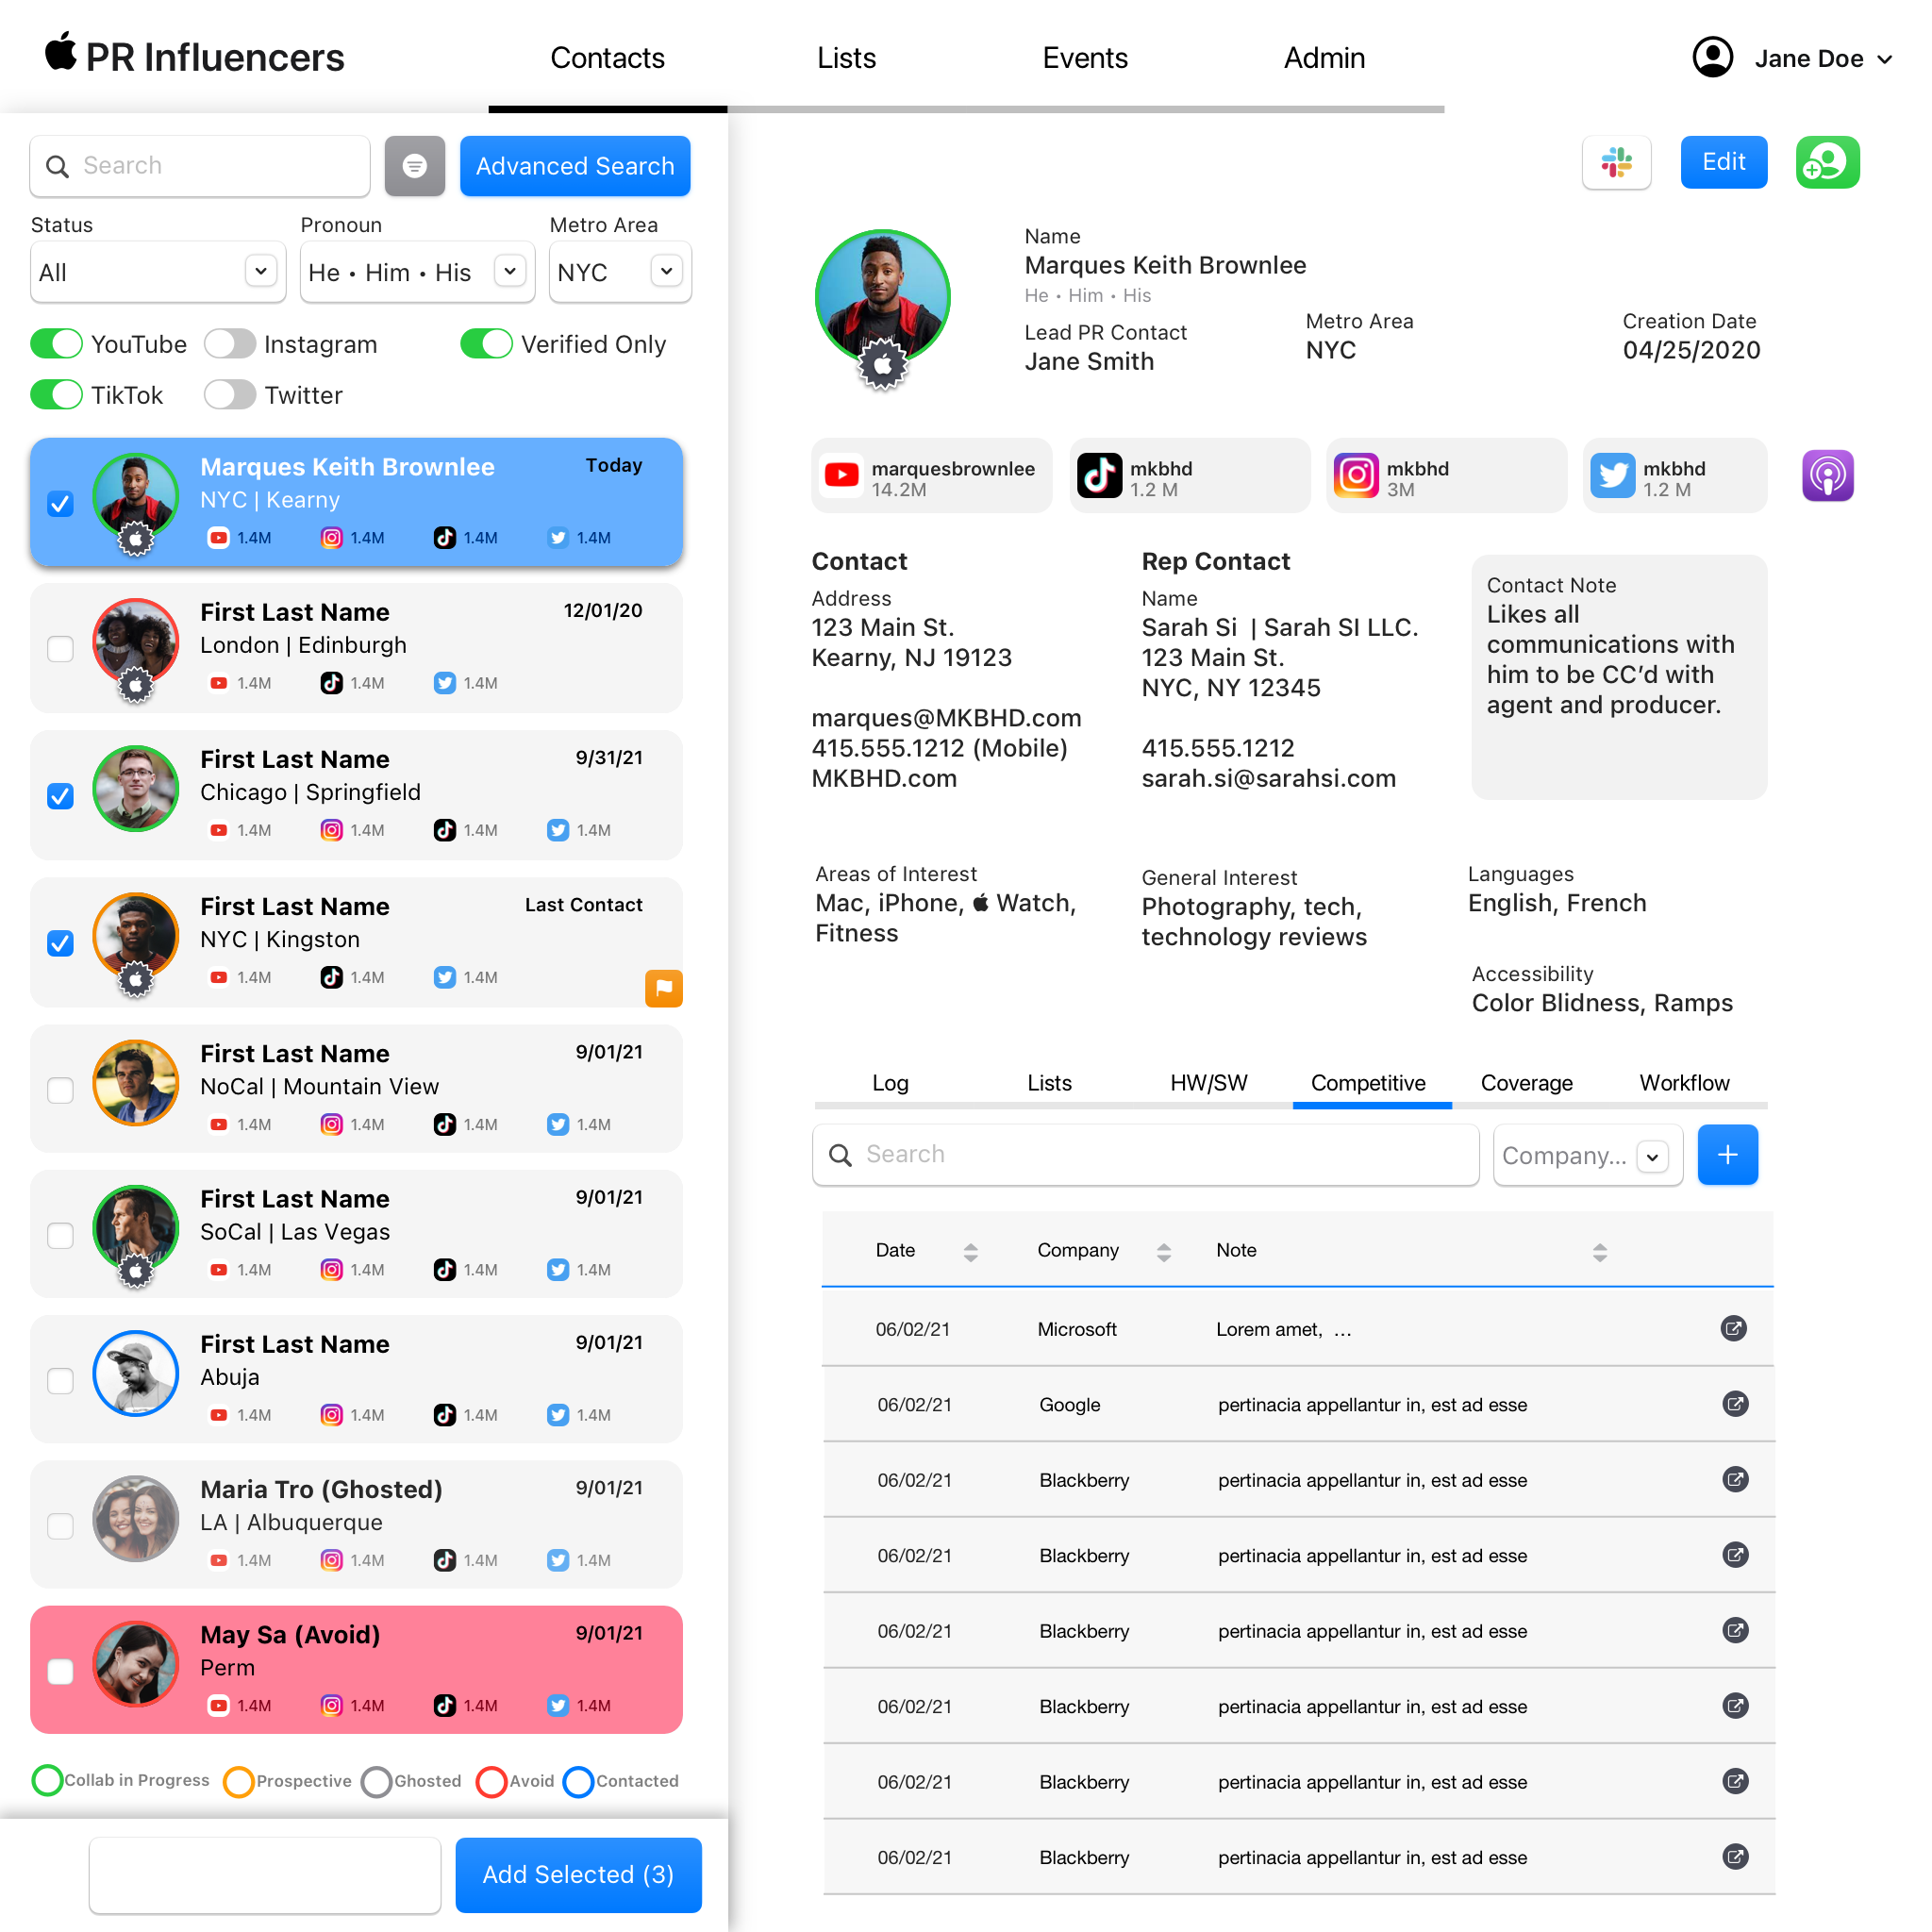 PR Influencers
Contacts
Lists
Events
Admin
Jane Doe
Search
Advanced Search
Status
Pronoun
Metro Area
All
He • Him • His
NYC
YouTube
Instagram
Verified Only
TikTok
Twitter
Marques Keith Brownlee
Today
NYC | Kearny
1.4M
1.4M
1.4M
1.4M
First Last Name
12/01/20
London | Edinburgh
1.4M
1.4M
1.4M
First Last Name
9/31/21
Chicago | Springfield
1.4M
1.4M
1.4M
1.4M
First Last Name
Last Contact
NYC | Kingston
1.4M
1.4M
1.4M
First Last Name
9/01/21
NoCal | Mountain View
1.4M
1.4M
1.4M
1.4M
First Last Name
9/01/21
SoCal | Las Vegas
1.4M
1.4M
1.4M
1.4M
First Last Name
9/01/21
Abuja
1.4M
1.4M
1.4M
1.4M
Maria Tro (Ghosted)
9/01/21
LA | Albuquerque
1.4M
1.4M
1.4M
1.4M
May Sa (Avoid)
9/01/21
Perm
1.4M
1.4M
1.4M
1.4M
Collab in Progress
Prospective
Ghosted
Avoid
Contacted
Add Selected (3)
Edit
Name
Marques Keith Brownlee
He • Him • His
Lead PR Contact
Jane Smith
Metro Area
NYC
Creation Date
04/25/2020
marquesbrownlee
14.2M
mkbhd
1.2 M
mkbhd
3M
mkbhd
1.2 M
Contact
Address
123 Main St.
Kearny, NJ 19123
marques@MKBHD.com
415.555.1212 (Mobile)
MKBHD.com
Rep Contact
Name
Sarah Si | Sarah SI LLC.
123 Main St.
NYC, NY 12345
415.555.1212
sarah.si@sarahsi.com
Contact Note
Likes all
communications with
him to be CC’d with
agent and producer.
Areas of Interest
Mac, iPhone,  Watch,
Fitness
General Interest
Photography, tech,
technology reviews
Languages
English, French
Accessibility
Color Blidness, Ramps
Log
Lists
HW/SW
Competitive
Coverage
Workflow
Search
Company...
Date
Company
Note
06/02/21 Microsoft Lorem amet, ...
06/02/21 Google pertinacia appellantur in, est ad esse
06/02/21 Blackberry pertinacia appellantur in, est ad esse
06/02/21 Blackberry pertinacia appellantur in, est ad esse
06/02/21 Blackberry pertinacia appellantur in, est ad esse
06/02/21 Blackberry pertinacia appellantur in, est ad esse
06/02/21 Blackberry pertinacia appellantur in, est ad esse
06/02/21 Blackberry pertinacia appellantur in, est ad esse